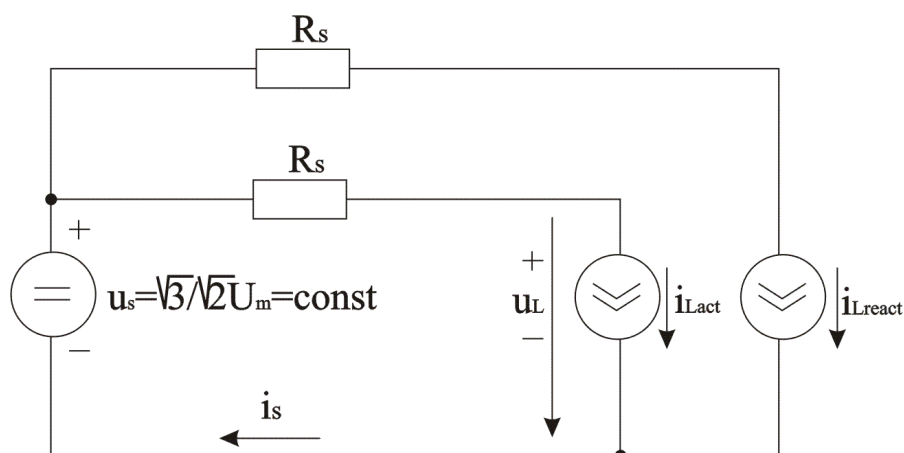 Rs
Rs
+
us=√3/√2Um=const
−
+
uL
−
iLact
iLreact
is